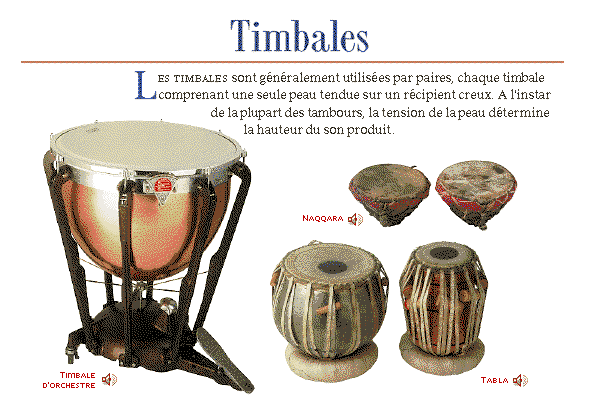 Timbales
LES TIMBALES sont généralement utilisées par paires, chaque timbale
comprenant une seule peau tendue sur un récipient creux. A l'instar
de la plupart des tambours, la tension de la peau détermine
la hauteur du son produit.
NAQQARA
TIMBALE
D'ORCHESTRE
TABLA